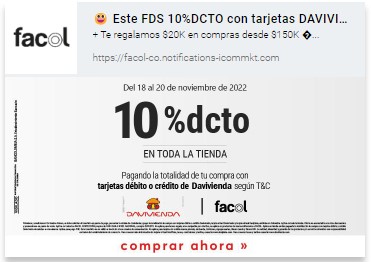 facol
😃 Este FDS 10%DCTO con tarjetas DAVIVI...
+ Te regalamos $20K en compras desde $150K �...
https://facol-co.notifications-icommkt.com
Del 18 al 20 de noviembre de 2022
10 %dcto
EN TODA LA TIENDA
Pagando la totalidad de tu compra con
tarjetas débito o crédito de Davivienda según T&C
DAVIVIENDA | facol
comprar ahora »